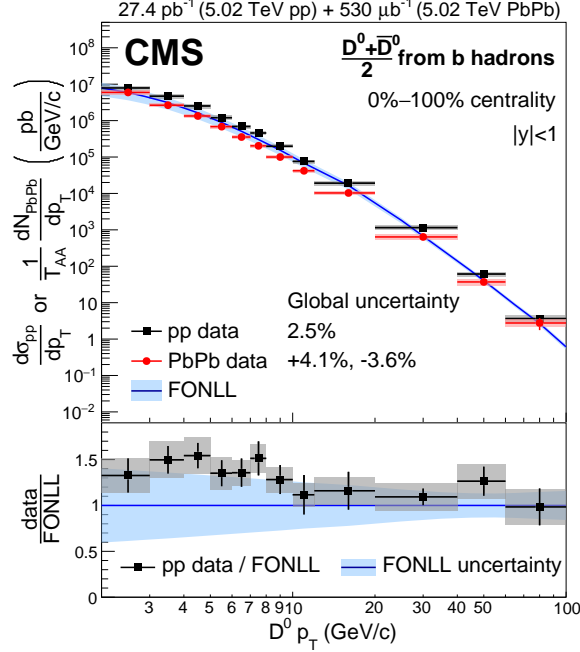 27.4 pb⁻¹ (5.02 TeV pp) + 530 μb⁻¹ (5.02 TeV PbPb)
CMS
D⁰+D̅⁰
2
from b hadrons
0%–100% centrality
|y|<1
dσ_pp/dp_T or 1/T_AA dN_PbPb/dp_T (pb/GeV/c)
10⁸
10⁷
10⁶
10⁵
10⁴
10³
10²
10
1
10⁻¹
10⁻²
Global uncertainty
pp data 2.5%
PbPb data +4.1%, -3.6%
FONLL
data/FONLL
2
1.5
1
0.5
0
pp data / FONLL FONLL uncertainty
3 4 5 6 7 8 910 20 30 40 50 100
D⁰ p_T (GeV/c)